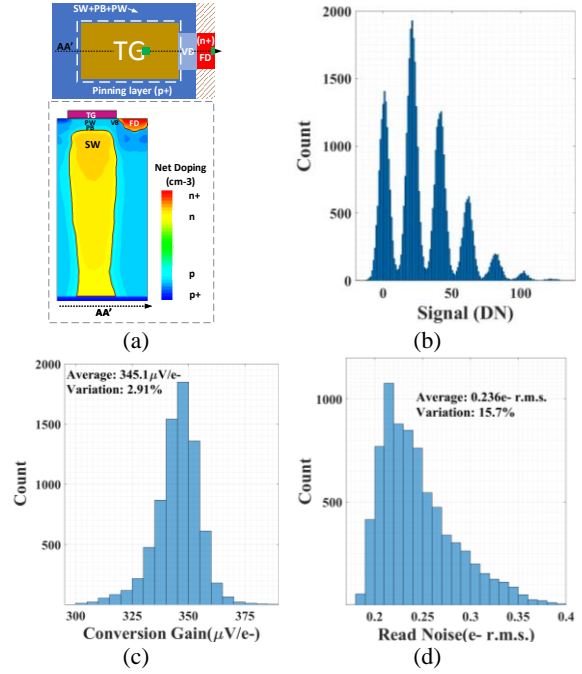 (a)
SW+PB+PW
AA'
TG
VB
(n+)
FD
Pinning layer (p+)
TG
PW
PB
VB
FD
SW
Net Doping
(cm-3)
n+
n
p
p+
AA'
(a)
(b)
2000
1500
1000
500
0
Count
0
50
100
Signal (DN)
(b)
2000
1500
1000
500
Count
Average: 345.1μV/e-
Variation: 2.91%
300
325
350
375
Conversion Gain(μV/e-)
(c)
1000
500
Count
Average: 0.236e- r.m.s.
Variation: 15.7%
0.2
0.25
0.3
0.35
0.4
Read Noise(e- r.m.s.)
(d)